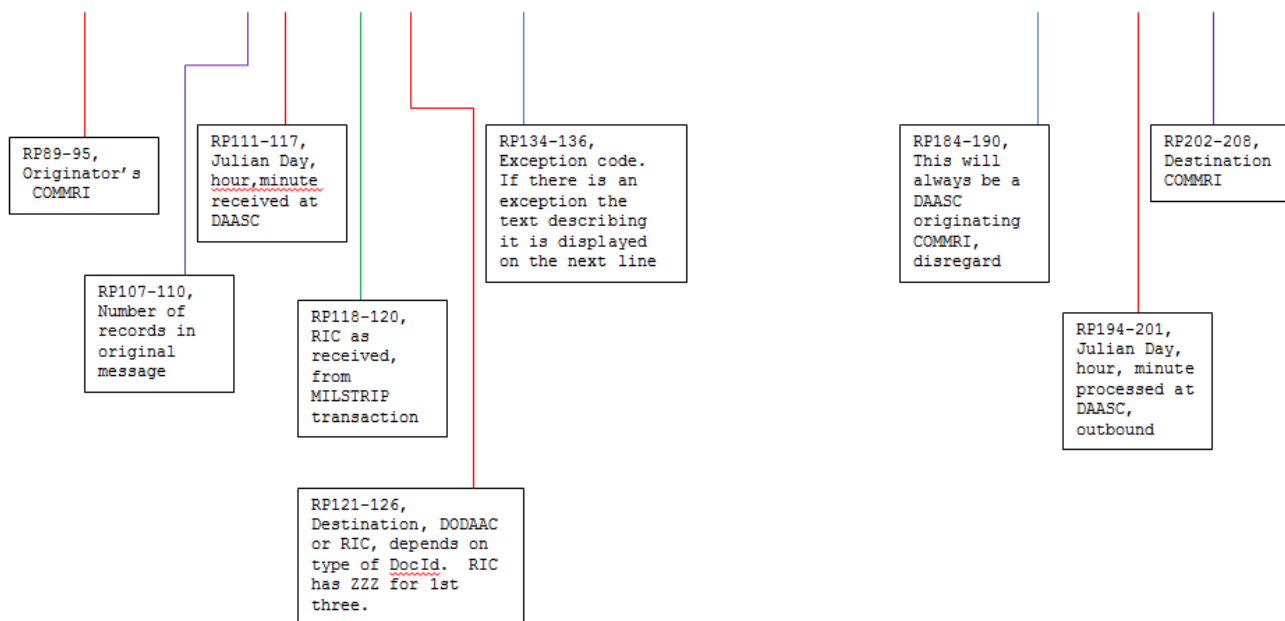 RP89-95,
Originator's
COMMRI
RP111-117,
Julian Day,
hour,minute
received at
DAASC
RP134-136,
Exception code.
If there is an
exception the
text describing
it is displayed
on the next line
RP184-190,
This will
always be a
DAASC
originating
COMMRI,
disregard
RP202-208,
Destination
COMMRI
RP107-110,
Number of
records in
original
message
RP118-120,
RIC as
received,
from
MILSTRIP
transaction
RP194-201,
Julian Day,
hour, minute
processed at
DAASC,
outbound
RP121-126,
Destination, DODAAC
or RIC, depends on
type of DocId.  RIC
has ZZZ for 1st
three.